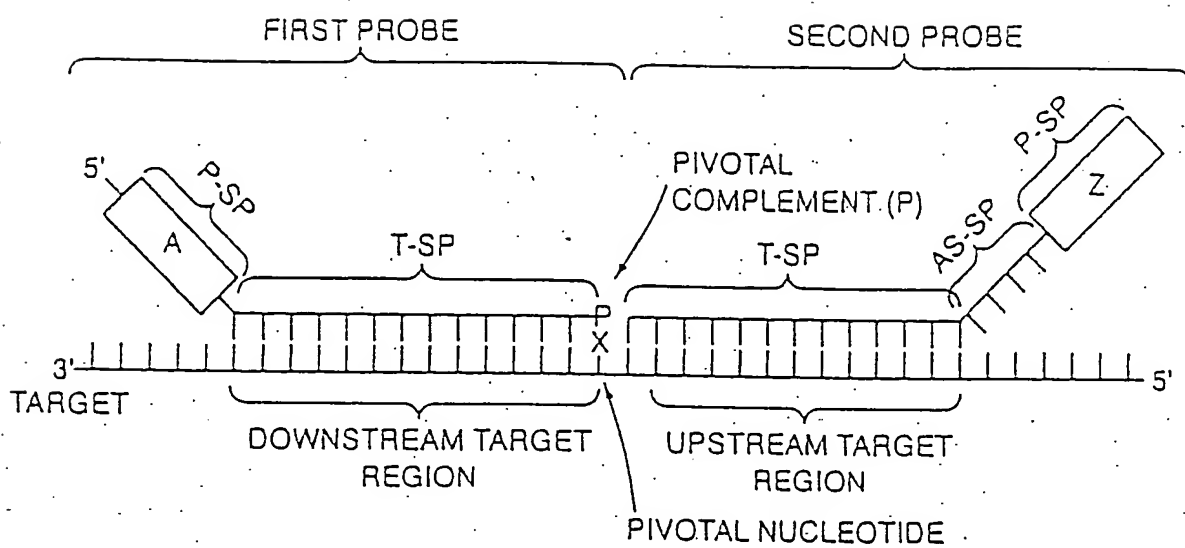 FIRST PROBE
SECOND PROBE
5'
P-SP
A
T-SP
PIVOTAL
COMPLEMENT (P)
T-SP
AS-SP
P-SP
Z
P
X
3'
5'
TARGET
DOWNSTREAM TARGET
REGION
UPSTREAM TARGET
REGION
PIVOTAL NUCLEOTIDE